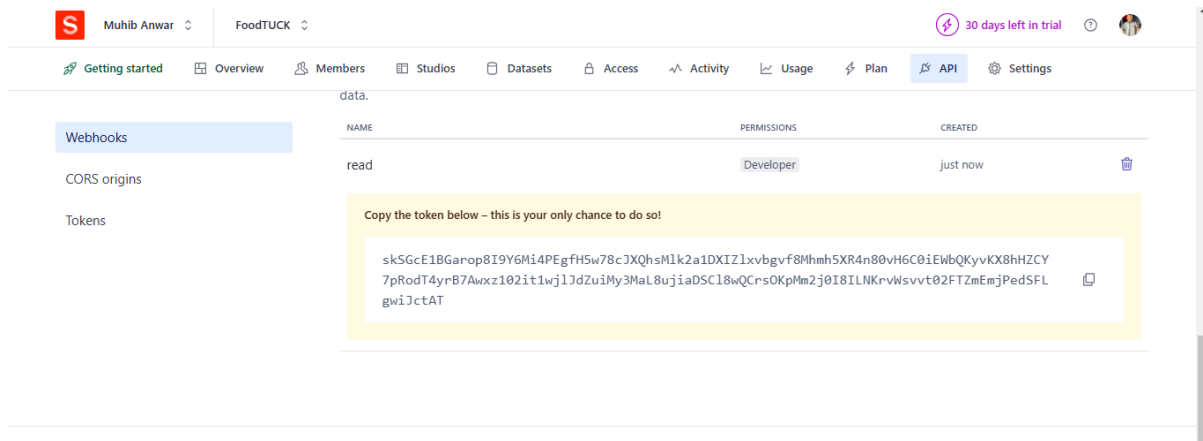 S Muhib Anwar FoodTUCK 30 days left in trial
Getting started Overview Members Studios Datasets Access Activity Usage Plan API Settings
data.
Webhooks
CORS origins
Tokens
NAME PERMISSIONS CREATED
read Developer just now
Copy the token below – this is your only chance to do so!
skSGcE1BGarop8I9Y6Mi4PEgfH5w78cJXQhsMlk2a1DXIZlxvbgvf8Mhmh5XR4n80vH6C0iEWbQKyvKX8hHZCY
7pRodT4yrB7Awxz102it1wjlJdZuiMy3MaL8ujiaDSCl8wQCrsOKpMm2j0I8ILNKrvWsvvt02FTZmEmjPedSFL
gwiJctAT